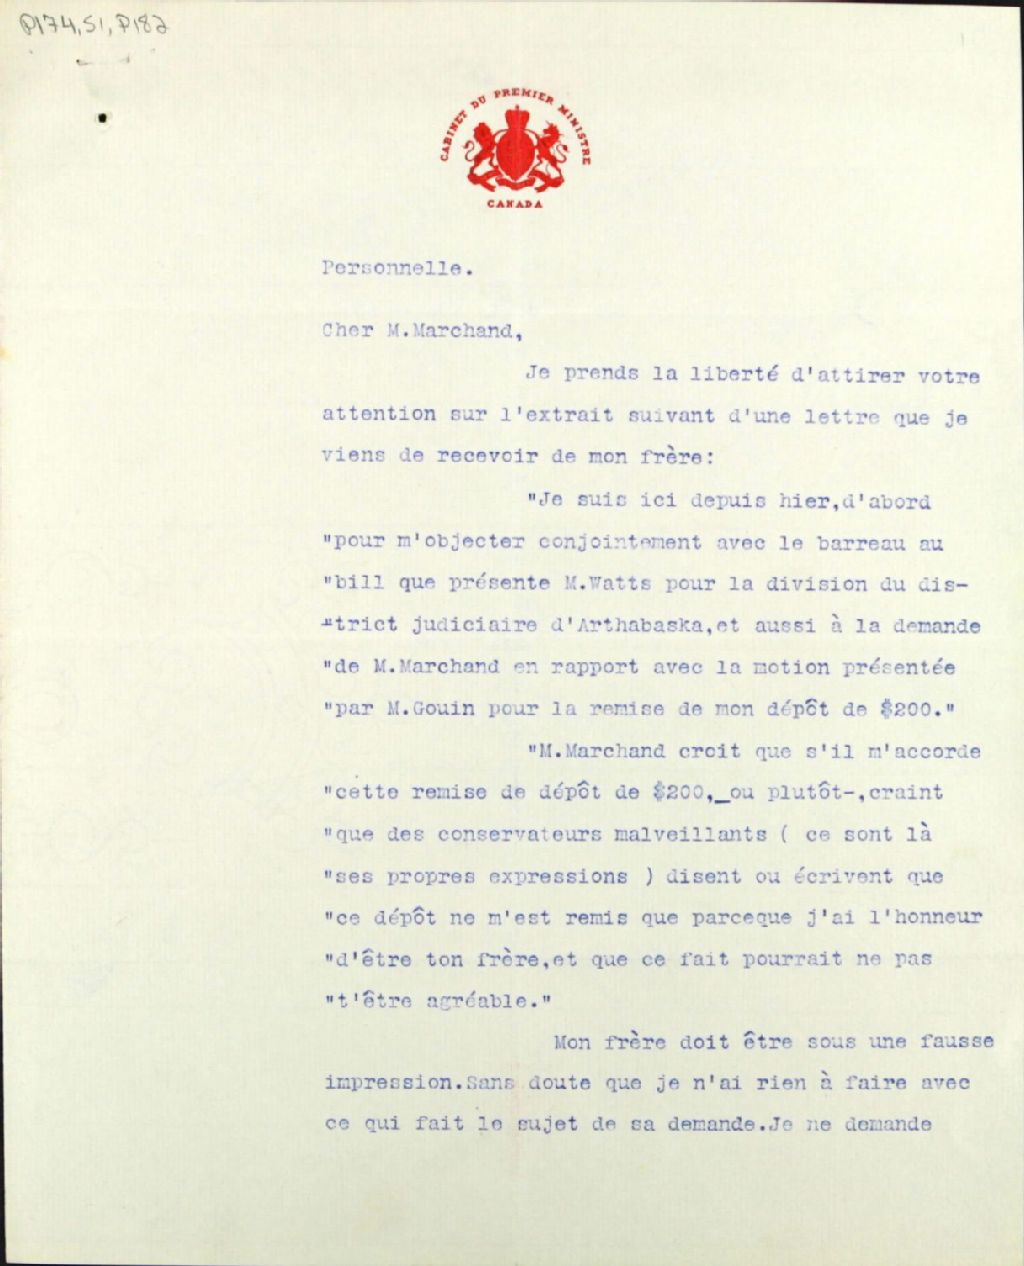 P174,S1,P182
CABINET DU PREMIER MINISTRE
CANADA
Personnelle.
Cher M.Marchand,
Je prends la liberté d'attirer votre
attention sur l'extrait suivant d'une lettre que je
viens de recevoir de mon frère:
"Je suis ici depuis hier,d'abord
"pour m'objecter conjointement avec le barreau au
"bill que présente M.Watts pour la division du dis-
"trict judiciaire d'Arthabaska,et aussi à la demande
"de M.Marchand en rapport avec la motion présentée
"par M.Gouin pour la remise de mon dépôt de $200."
"M.Marchand croit que s'il m'accorde
"cette remise de dépôt de $200,_ou plutôt-,craint
"que des conservateurs malveillants ( ce sont là
"ses propres expressions ) disent ou écrivent que
"ce dépôt ne m'est remis que parceque j'ai l'honneur
"d'être ton frère,et que ce fait pourrait ne pas
"t'être agréable."
Mon frère doit être sous une fausse
impression.Sans doute que je n'ai rien à faire avec
ce qui fait le sujet de sa demande.Je ne demande